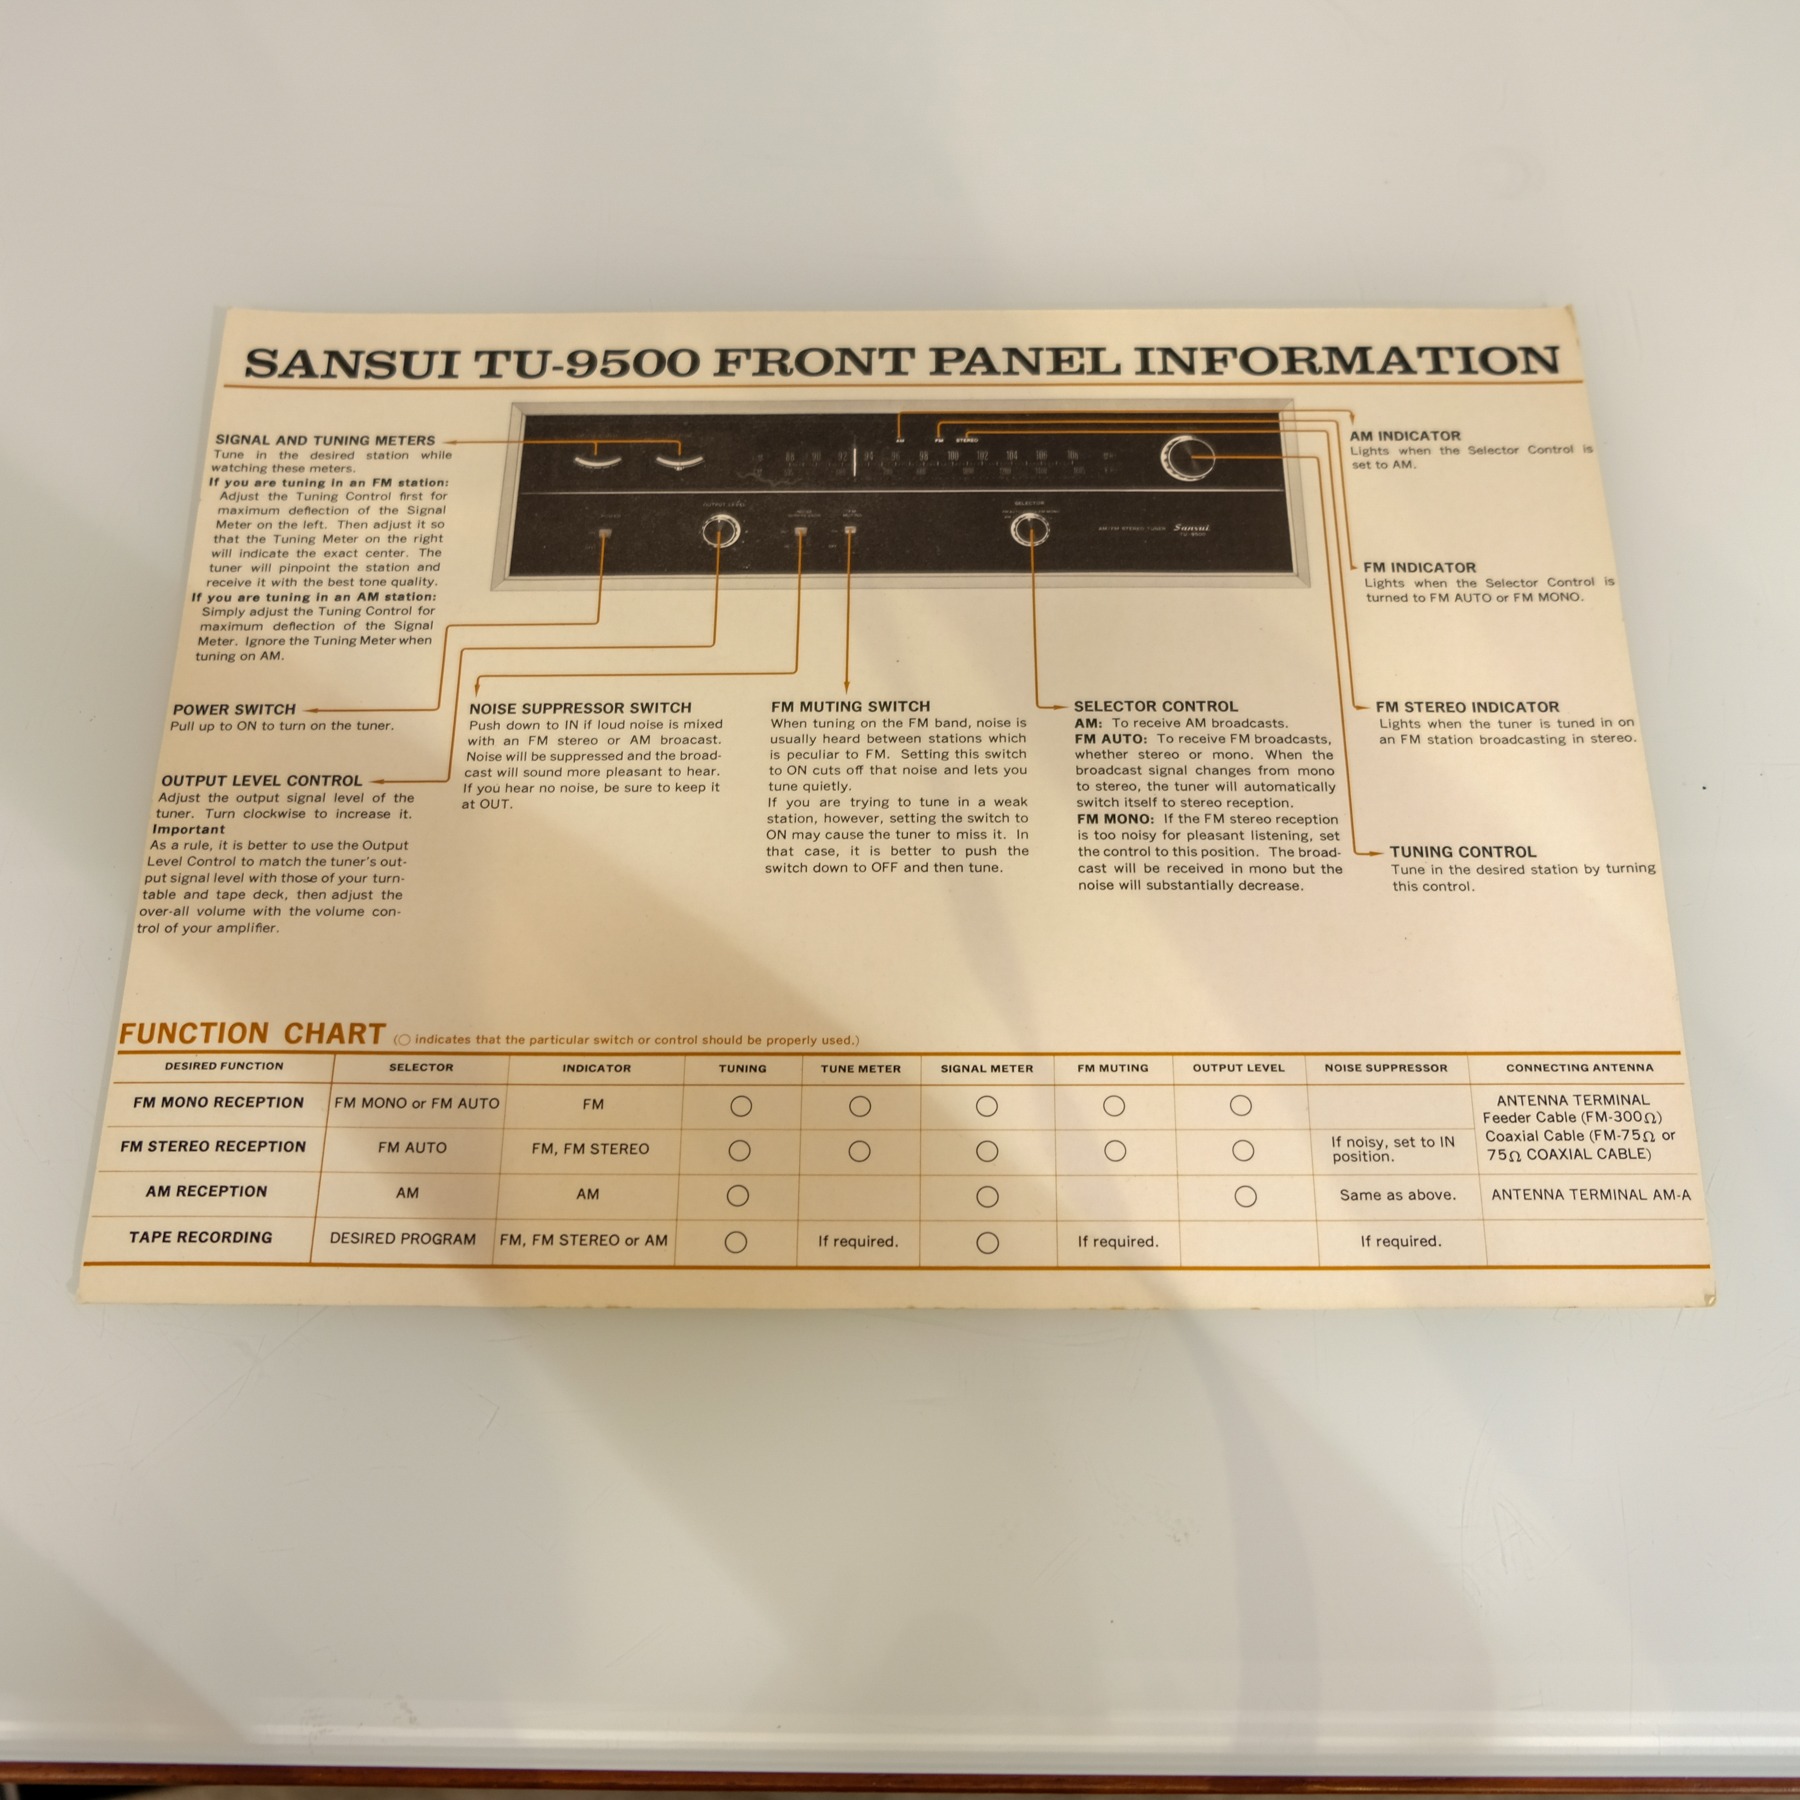 SANSUI TU-9500 FRONT PANEL INFORMATION
SIGNAL AND TUNING METERS
Tune in the desired station while
watching these meters.
If you are tuning in an FM station:
Adjust the Tuning Control first for
maximum deflection of the Signal
Meter on the left. Then adjust it so
that the Tuning Meter on the right
will indicate the exact center. The
tuner will pinpoint the station and
receive it with the best tone quality.
If you are tuning in an AM station:
Simply adjust the Tuning Control for
maximum deflection of the Signal
Meter. Ignore the Tuning Meter when
tuning on AM.
AM FM STEREO
88 90 92 94 96 98 100 102 104 106 108
OUTPUT LEVEL
SELECTOR
AM/FM STEREO TUNER Sansui
TU-9500
AM INDICATOR
Lights when the Selector Control is
set to AM.
FM INDICATOR
Lights when the Selector Control is
turned to FM AUTO or FM MONO.
POWER SWITCH
Pull up to ON to turn on the tuner.
OUTPUT LEVEL CONTROL
Adjust the output signal level of the
tuner. Turn clockwise to increase it.
Important
As a rule, it is better to use the Output
Level Control to match the tuner's out-
put signal level with those of your turn-
table and tape deck, then adjust the
over-all volume with the volume con-
trol of your amplifier.
NOISE SUPPRESSOR SWITCH
Push down to IN if loud noise is mixed
with an FM stereo or AM broacast.
Noise will be suppressed and the broad-
cast will sound more pleasant to hear.
If you hear no noise, be sure to keep it
at OUT.
FM MUTING SWITCH
When tuning on the FM band, noise is
usually heard between stations which
is peculiar to FM. Setting this switch
to ON cuts off that noise and lets you
tune quietly.
If you are trying to tune in a weak
station, however, setting the switch to
ON may cause the tuner to miss it. In
that case, it is better to push the
switch down to OFF and then tune.
SELECTOR CONTROL
AM: To receive AM broadcasts.
FM AUTO: To receive FM broadcasts,
whether stereo or mono. When the
broadcast signal changes from mono
to stereo, the tuner will automatically
switch itself to stereo reception.
FM MONO: If the FM stereo reception
is too noisy for pleasant listening, set
the control to this position. The broad-
cast will be received in mono but the
noise will substantially decrease.
FM STEREO INDICATOR
Lights when the tuner is tuned in on
an FM station broadcasting in stereo.
TUNING CONTROL
Tune in the desired station by turning
this control.
FUNCTION CHART (○ indicates that the particular switch or control should be properly used.)
DESIRED FUNCTION SELECTOR INDICATOR TUNING TUNE METER SIGNAL METER FM MUTING OUTPUT LEVEL NOISE SUPPRESSOR CONNECTING ANTENNA
FM MONO RECEPTION FM MONO or FM AUTO FM ○ ○ ○ ○ ○
ANTENNA TERMINAL
Feeder Cable (FM-300Ω)
Coaxial Cable (FM-75Ω or
75Ω COAXIAL CABLE)
FM STEREO RECEPTION FM AUTO FM, FM STEREO ○ ○ ○ ○ ○ If noisy, set to IN
position.
AM RECEPTION AM AM ○ ○ ○ Same as above. ANTENNA TERMINAL AM-A
TAPE RECORDING DESIRED PROGRAM FM, FM STEREO or AM ○ If required. ○ If required. If required.